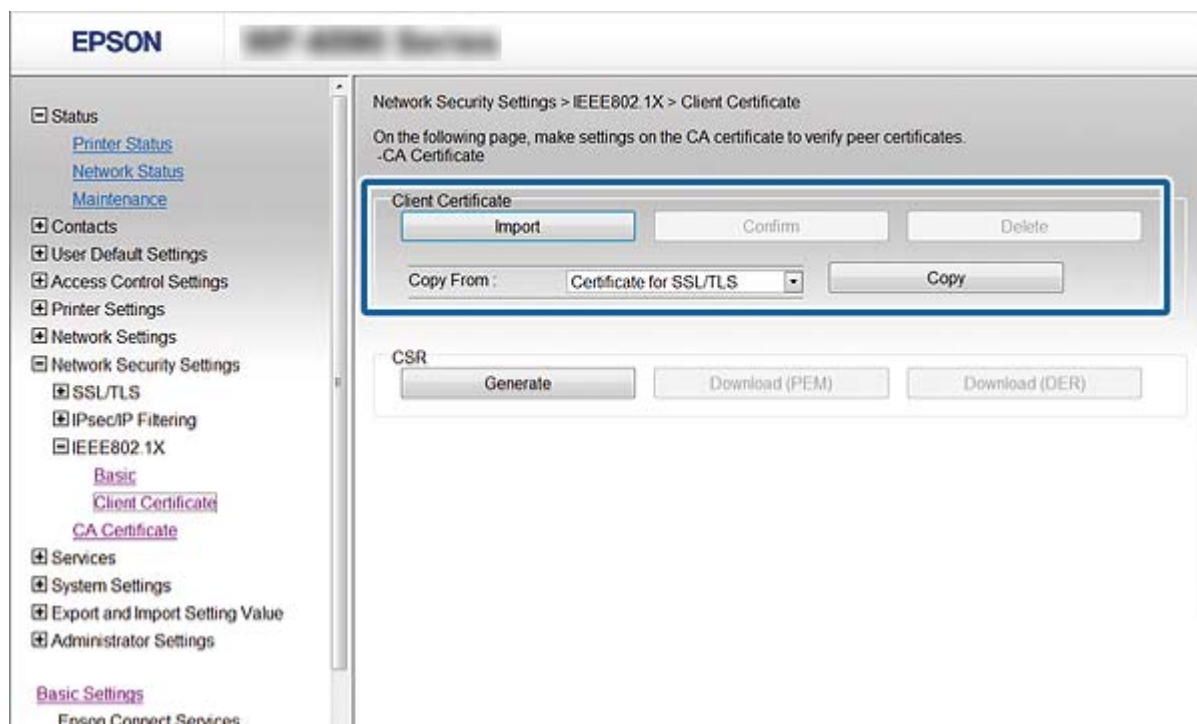 EPSON
Status
Printer Status
Network Status
Maintenance
Contacts
User Default Settings
Access Control Settings
Printer Settings
Network Settings
Network Security Settings
SSL/TLS
IPsec/IP Filtering
IEEE802.1X
Basic
Client Certificate
CA Certificate
Services
System Settings
Export and Import Setting Value
Administrator Settings
Basic Settings
Epson Connect Services
Network Security Settings > IEEE802.1X > Client Certificate
On the following page, make settings on the CA certificate to verify peer certificates.
-CA Certificate
Client Certificate
Import Confirm Delete
Copy From : Certificate for SSL/TLS Copy
CSR
Generate Download (PEM) Download (DER)